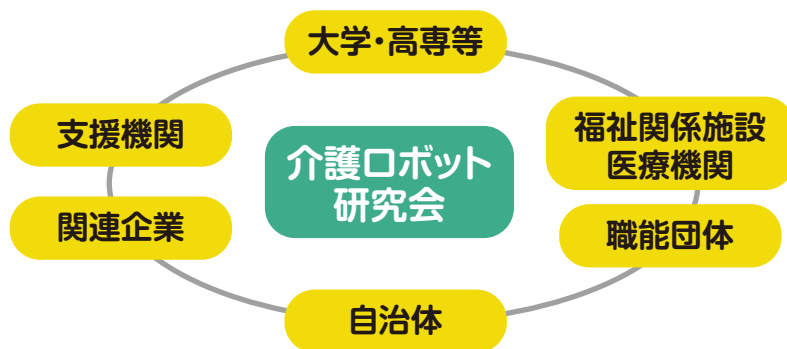 大学・高専等
支援機関
福祉関係施設
医療機関
介護ロボット
研究会
関連企業
職能団体
自治体